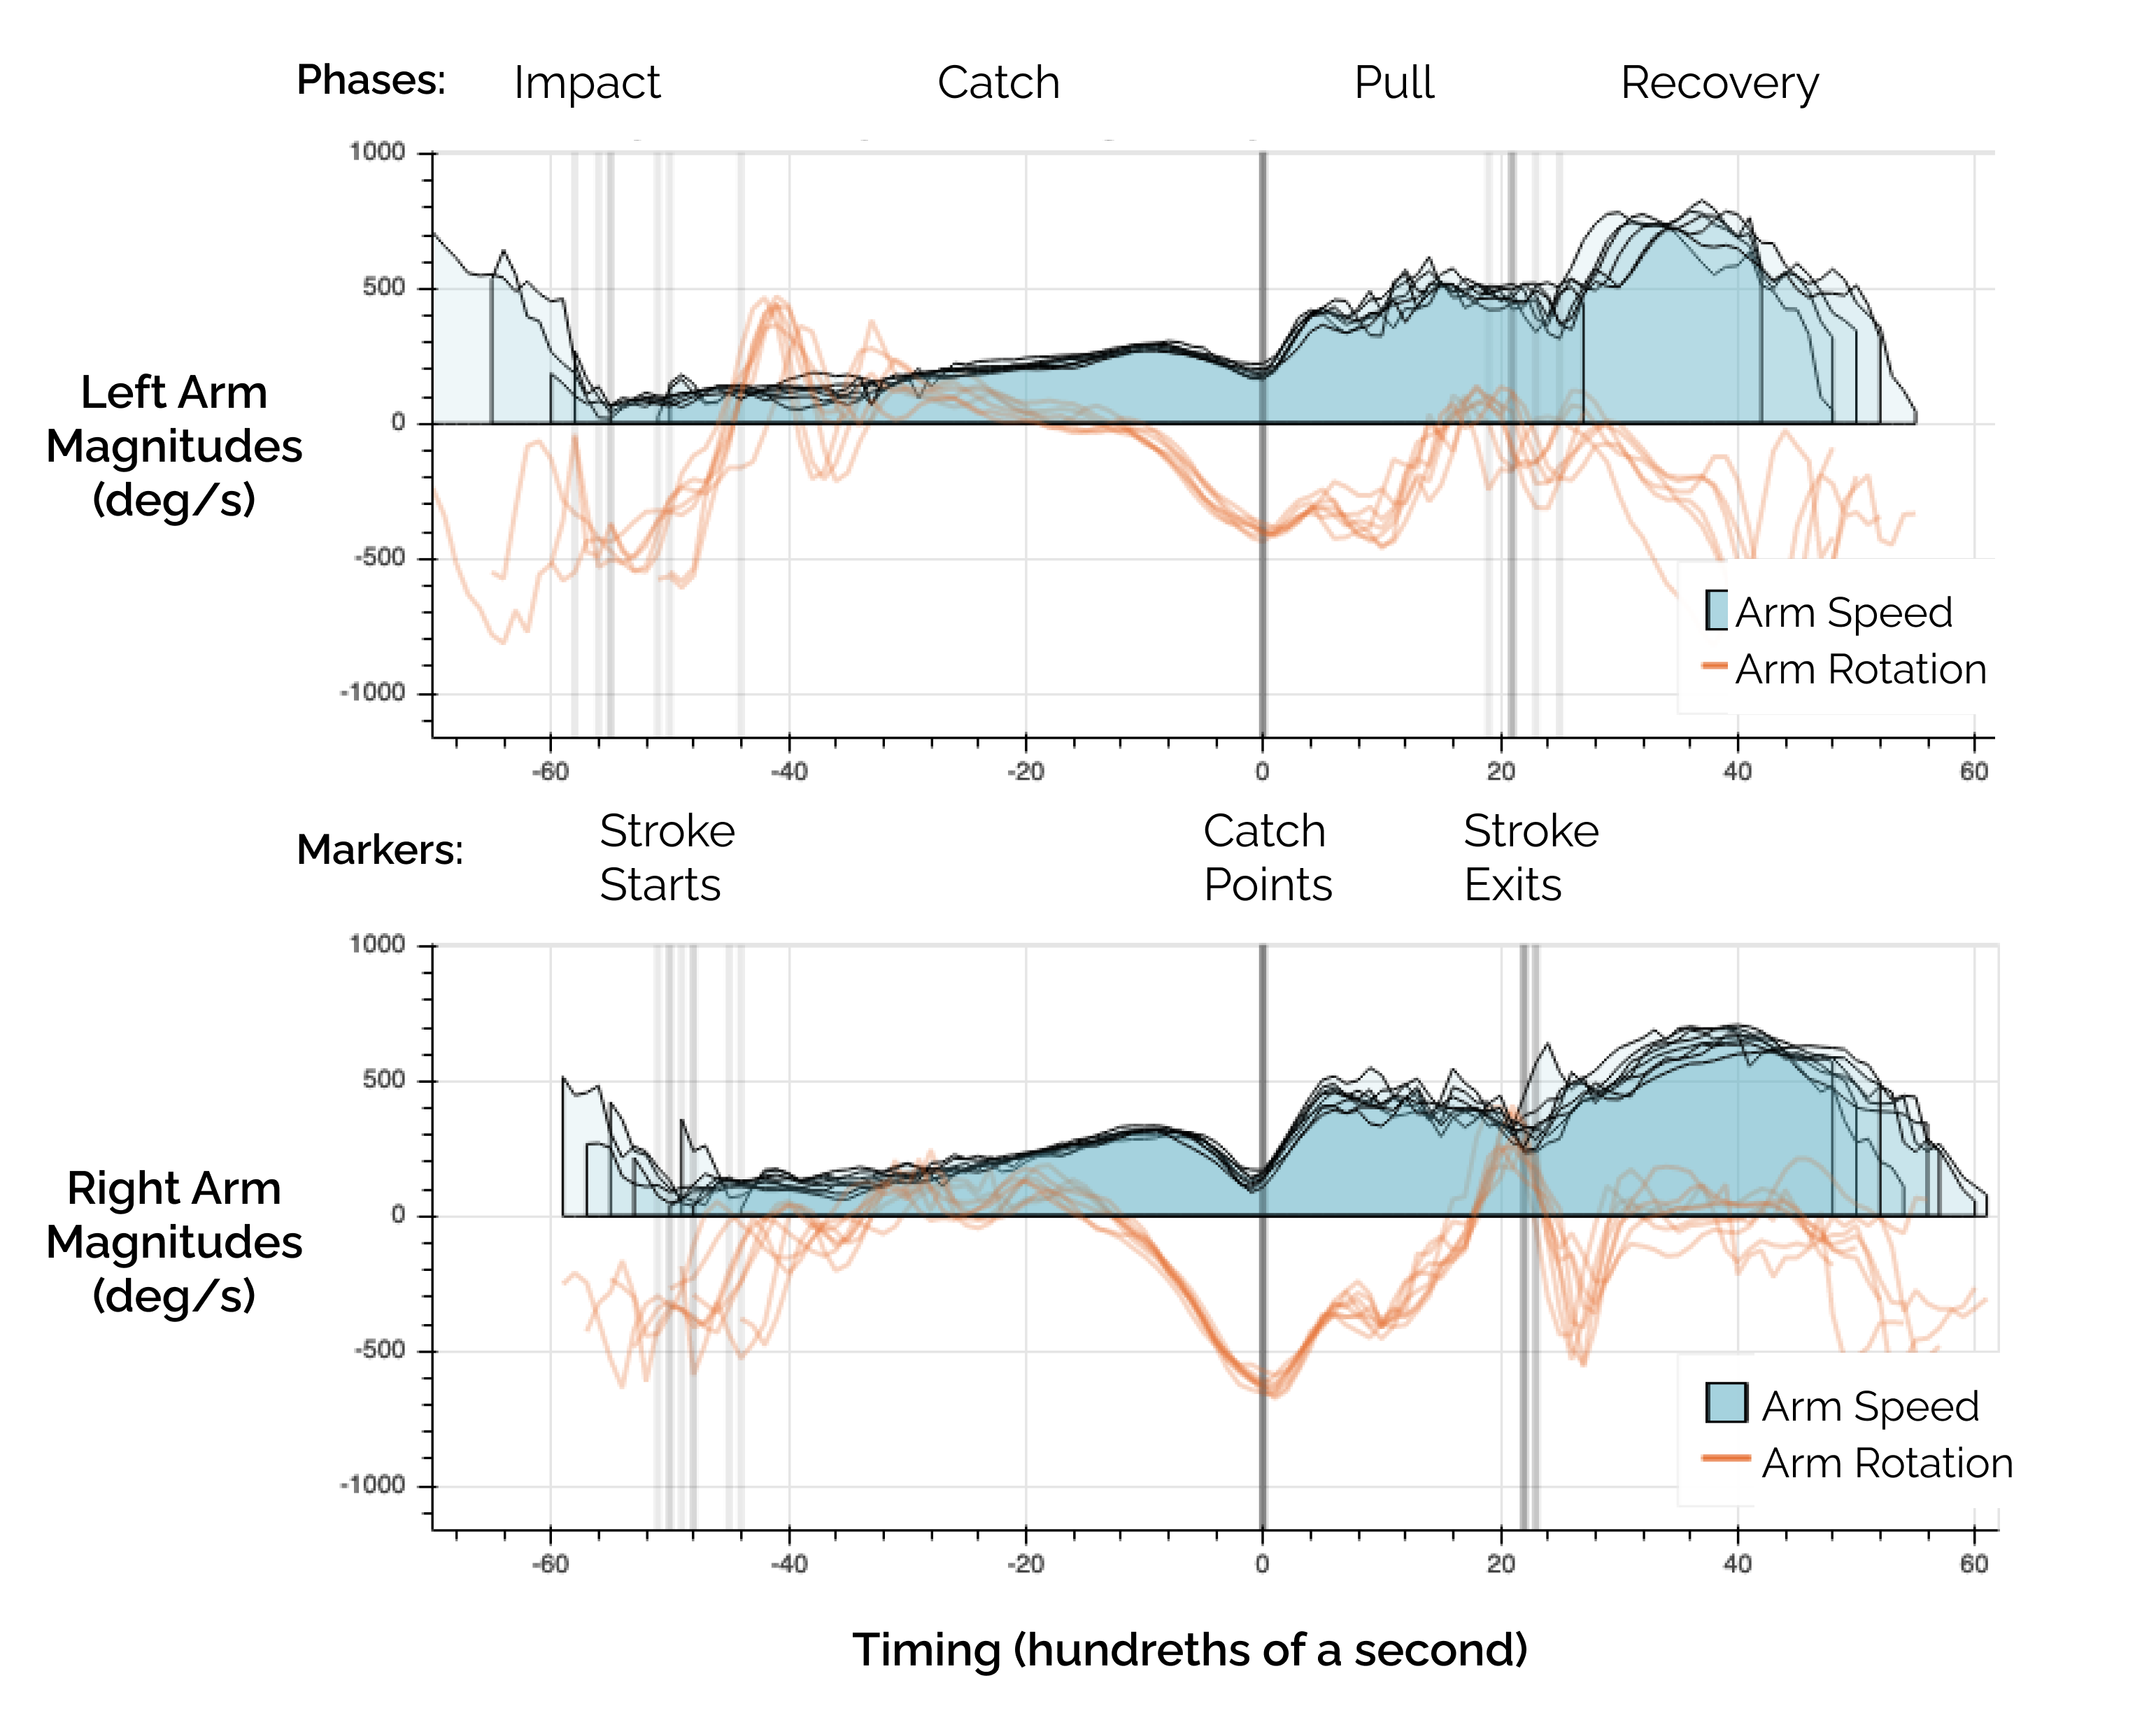 Phases: Impact Catch Pull Recovery
1000
500
0
-500
-1000
Left Arm
Magnitudes
(deg/s)
Arm Speed
Arm Rotation
-60 -40 -20 0 20 40 60
Markers:
Stroke
Starts
Catch
Points
Stroke
Exits
1000
500
0
-500
-1000
Right Arm
Magnitudes
(deg/s)
Arm Speed
Arm Rotation
-60 -40 -20 0 20 40 60
Timing (hundreths of a second)